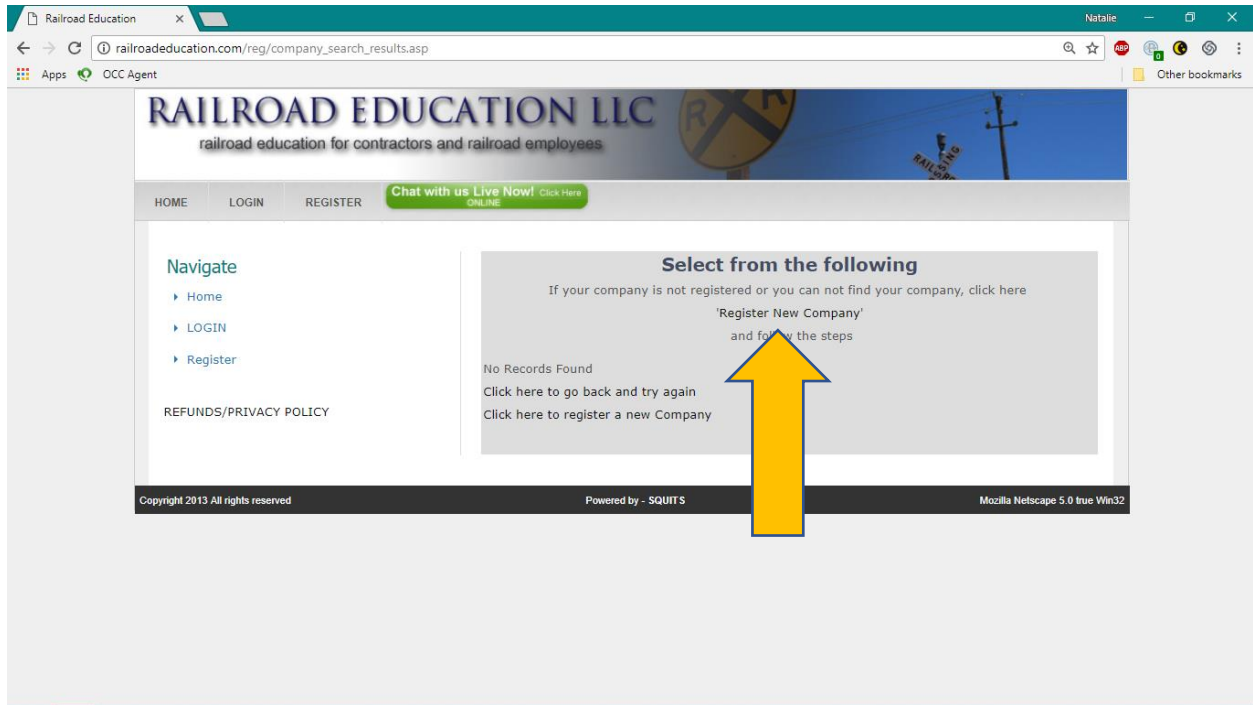 Railroad Education
Natalie
railroadeducation.com/reg/company_search_results.asp
ABP
0
Apps
OCC Agent
Other bookmarks
RAILROAD EDUCATION LLC
railroad education for contractors and railroad employees
HOME
LOGIN
REGISTER
Chat with us Live Now! Click Here
ONLINE
Navigate
Home
LOGIN
Register
REFUNDS/PRIVACY POLICY
Select from the following
If your company is not registered or you can not find your company, click here
'Register New Company'
and follow the steps
No Records Found
Click here to go back and try again
Click here to register a new Company
Copyright 2013 All rights reserved
Powered by - SQUITS
Mozilla Netscape 5.0 true Win32